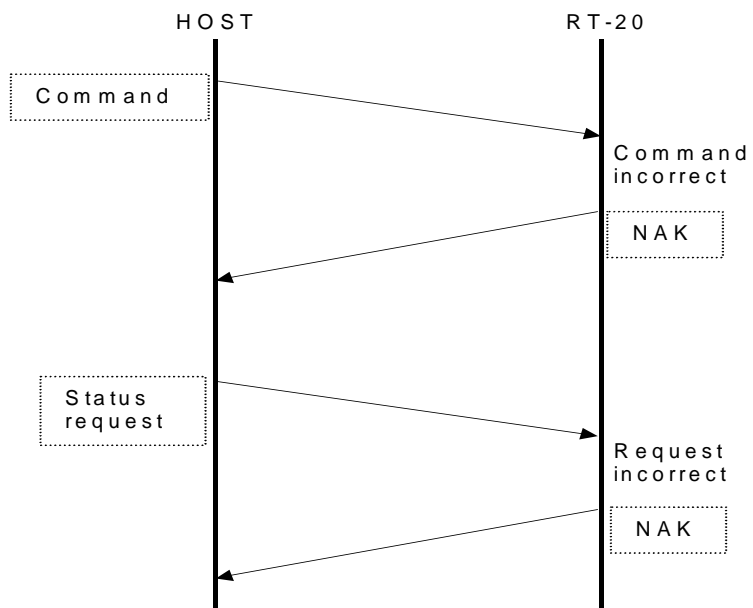 HOST RT-20
Command
Command
incorrect
NAK
Status
request
Request
incorrect
NAK